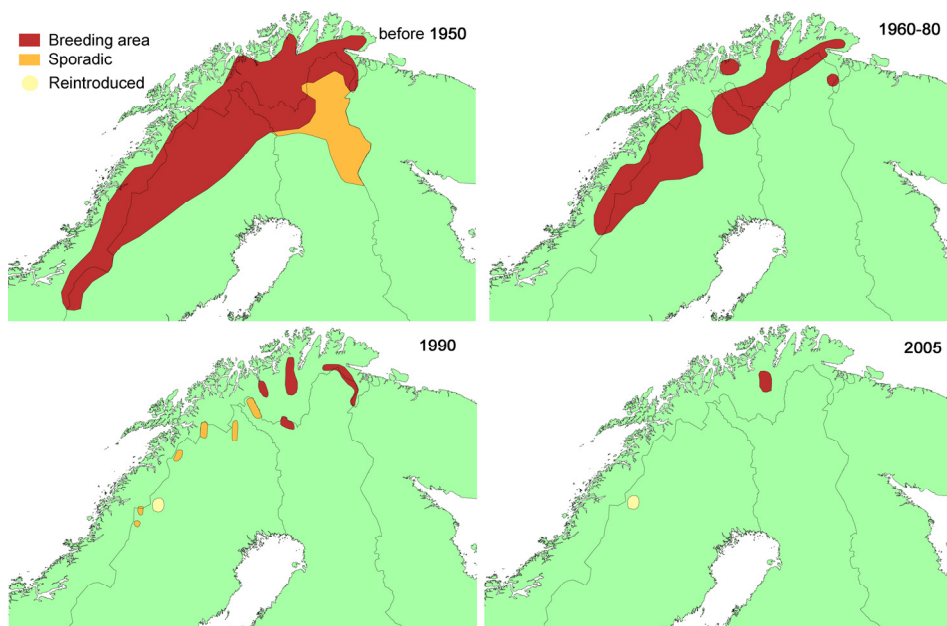 before 1950
Breeding area
Sporadic
Reintroduced
1960-80
1990
2005